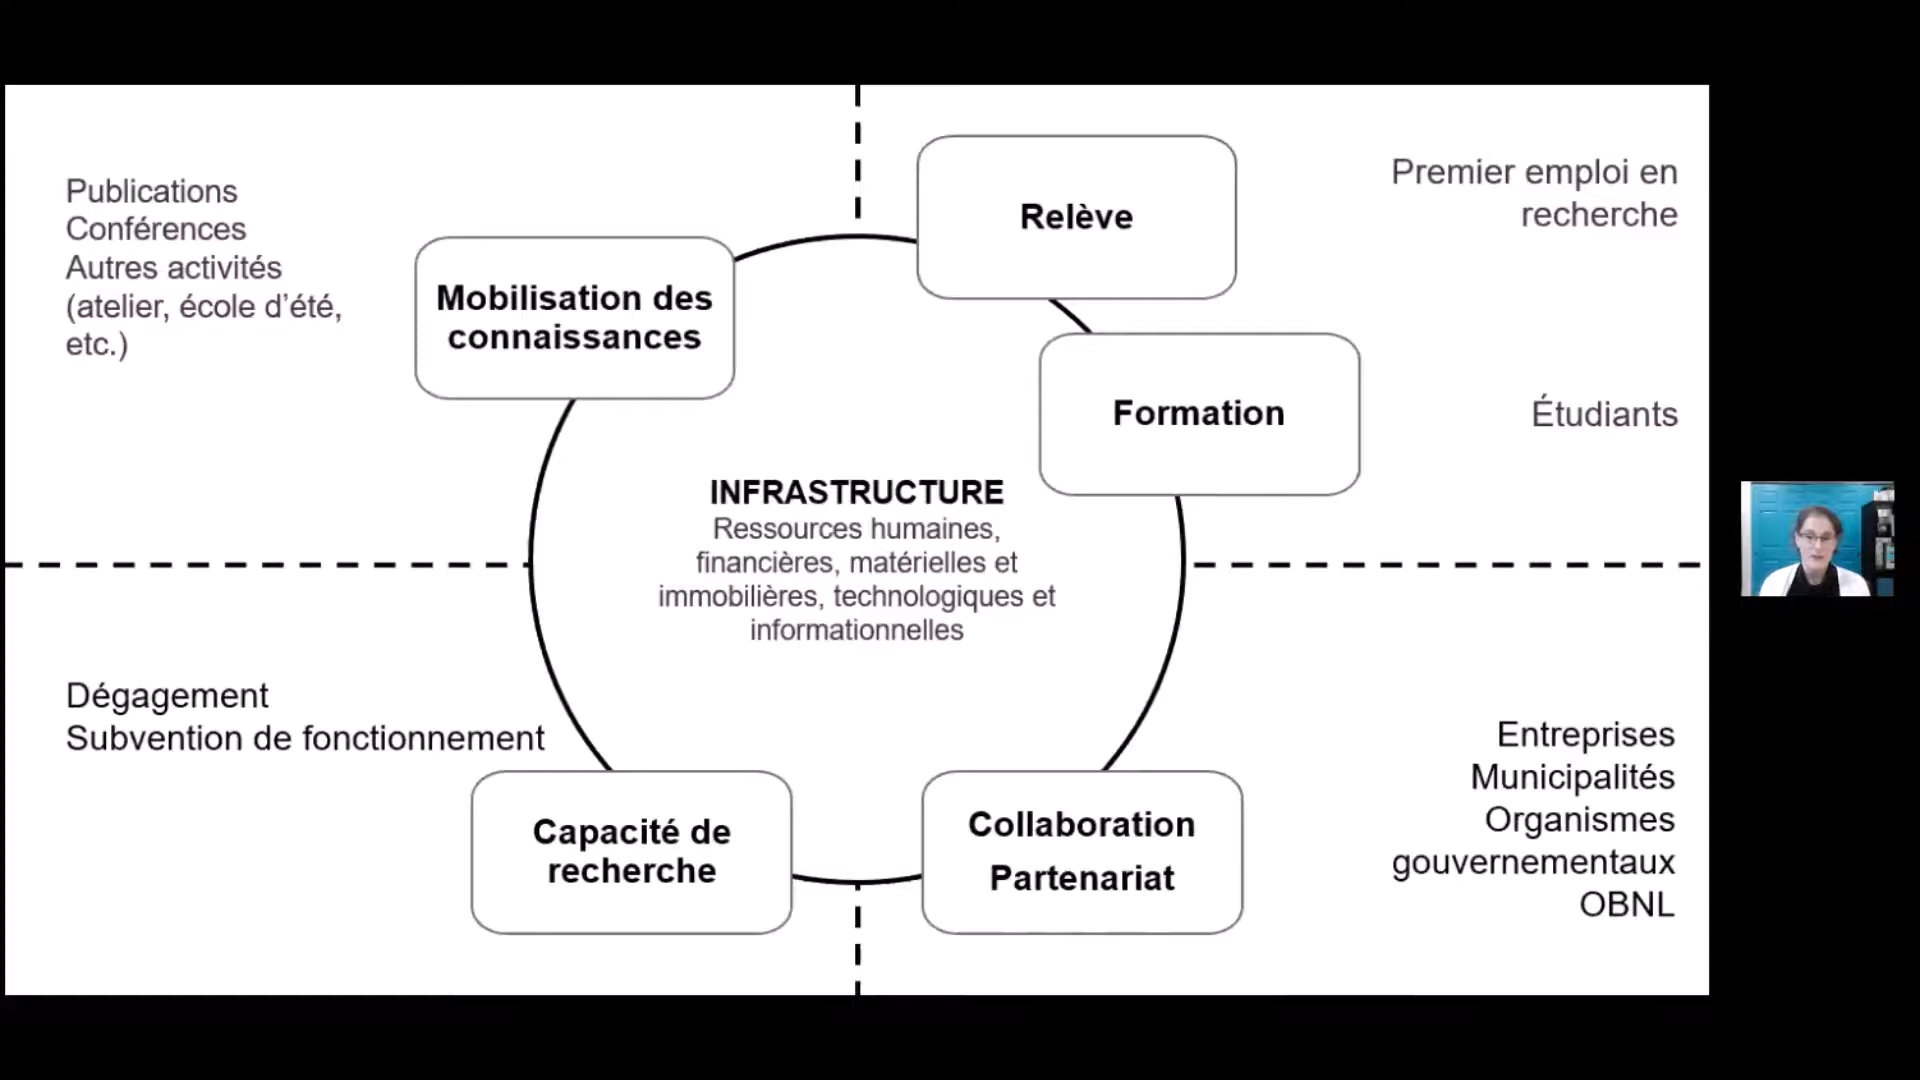 Publications
Conférences
Autres activités
(atelier, école d'été,
etc.)
Mobilisation des
connaissances
Relève
Premier emploi en
recherche
Formation
Étudiants
INFRASTRUCTURE
Ressources humaines,
financières, matérielles et
immobilières, technologiques et
informationnelles
Dégagement
Subvention de fonctionnement
Capacité de
recherche
Collaboration
Partenariat
Entreprises
Municipalités
Organismes
gouvernementaux
OBNL